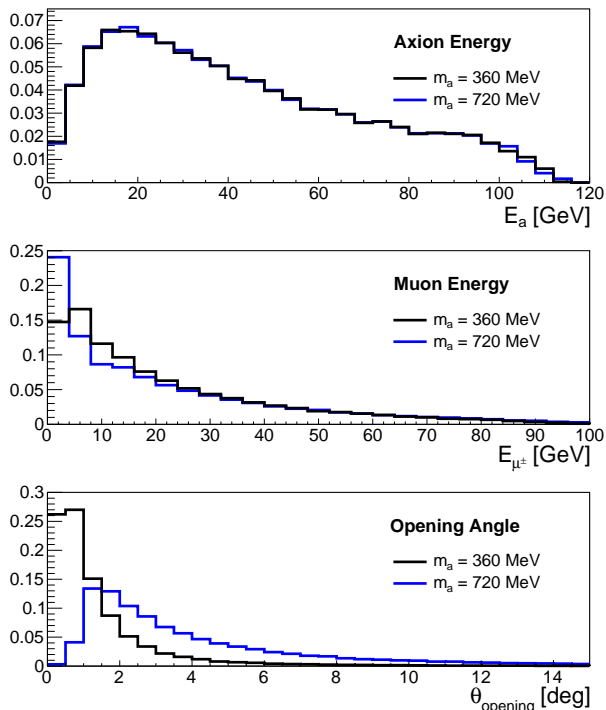 0.07
0.06
0.05
0.04
0.03
0.02
0.01
0
Axion Energy
m_a = 360 MeV
m_a = 720 MeV
0 20 40 60 80 100 120
E_a [GeV]
0.25
0.2
0.15
0.1
0.05
0
Muon Energy
m_a = 360 MeV
m_a = 720 MeV
0 10 20 30 40 50 60 70 80 90 100
E_μ± [GeV]
0.3
0.25
0.2
0.15
0.1
0.05
0
Opening Angle
m_a = 360 MeV
m_a = 720 MeV
0 2 4 6 8 10 12 14
θ_opening [deg]